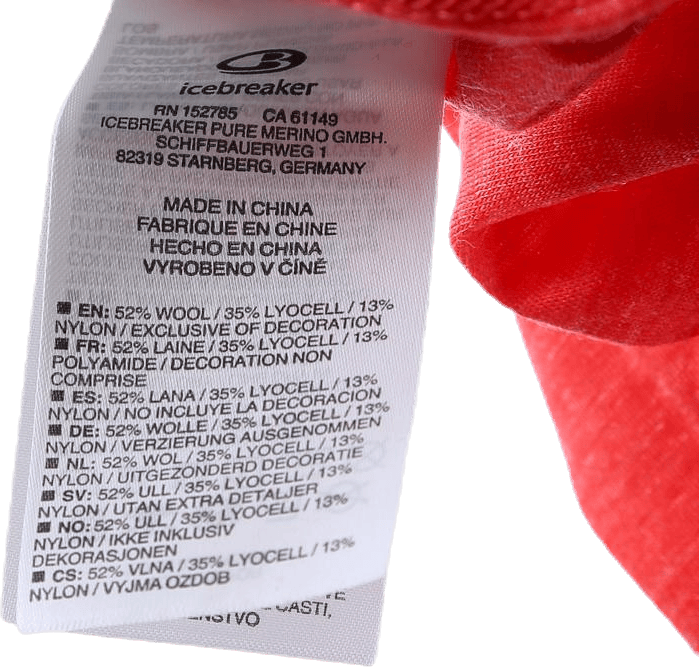 icebreaker
RN 152785 CA 61149
ICEBREAKER PURE MERINO GMBH.
SCHIFFBAUERWEG 1
82319 STARNBERG, GERMANY
MADE IN CHINA
FABRIQUE EN CHINE
HECHO EN CHINA
VYROBENO V ČÍNĚ
EN: 52% WOOL / 35% LYOCELL / 13%
NYLON / EXCLUSIVE OF DECORATION
FR: 52% LAINE / 35% LYOCELL / 13%
POLYAMIDE / DECORATION NON
COMPRISE
ES: 52% LANA / 35% LYOCELL / 13%
NYLON / NO INCLUYE LA DECORACION
DE: 52% WOLLE / 35% LYOCELL / 13%
NYLON / VERZIERUNG AUSGENOMMEN
NL: 52% WOL / 35% LYOCELL / 13%
NYLON / UITGEZONDERD DECORATIE
SV: 52% ULL / 35% LYOCELL / 13%
NYLON / UTAN EXTRA DETALJER
NO: 52% ULL / 35% LYOCELL / 13%
NYLON / IKKE INKLUSIV
DEKORASJONEN
CS: 52% VLNA / 35% LYOCELL / 13%
NYLON / VYJMA OZDOB